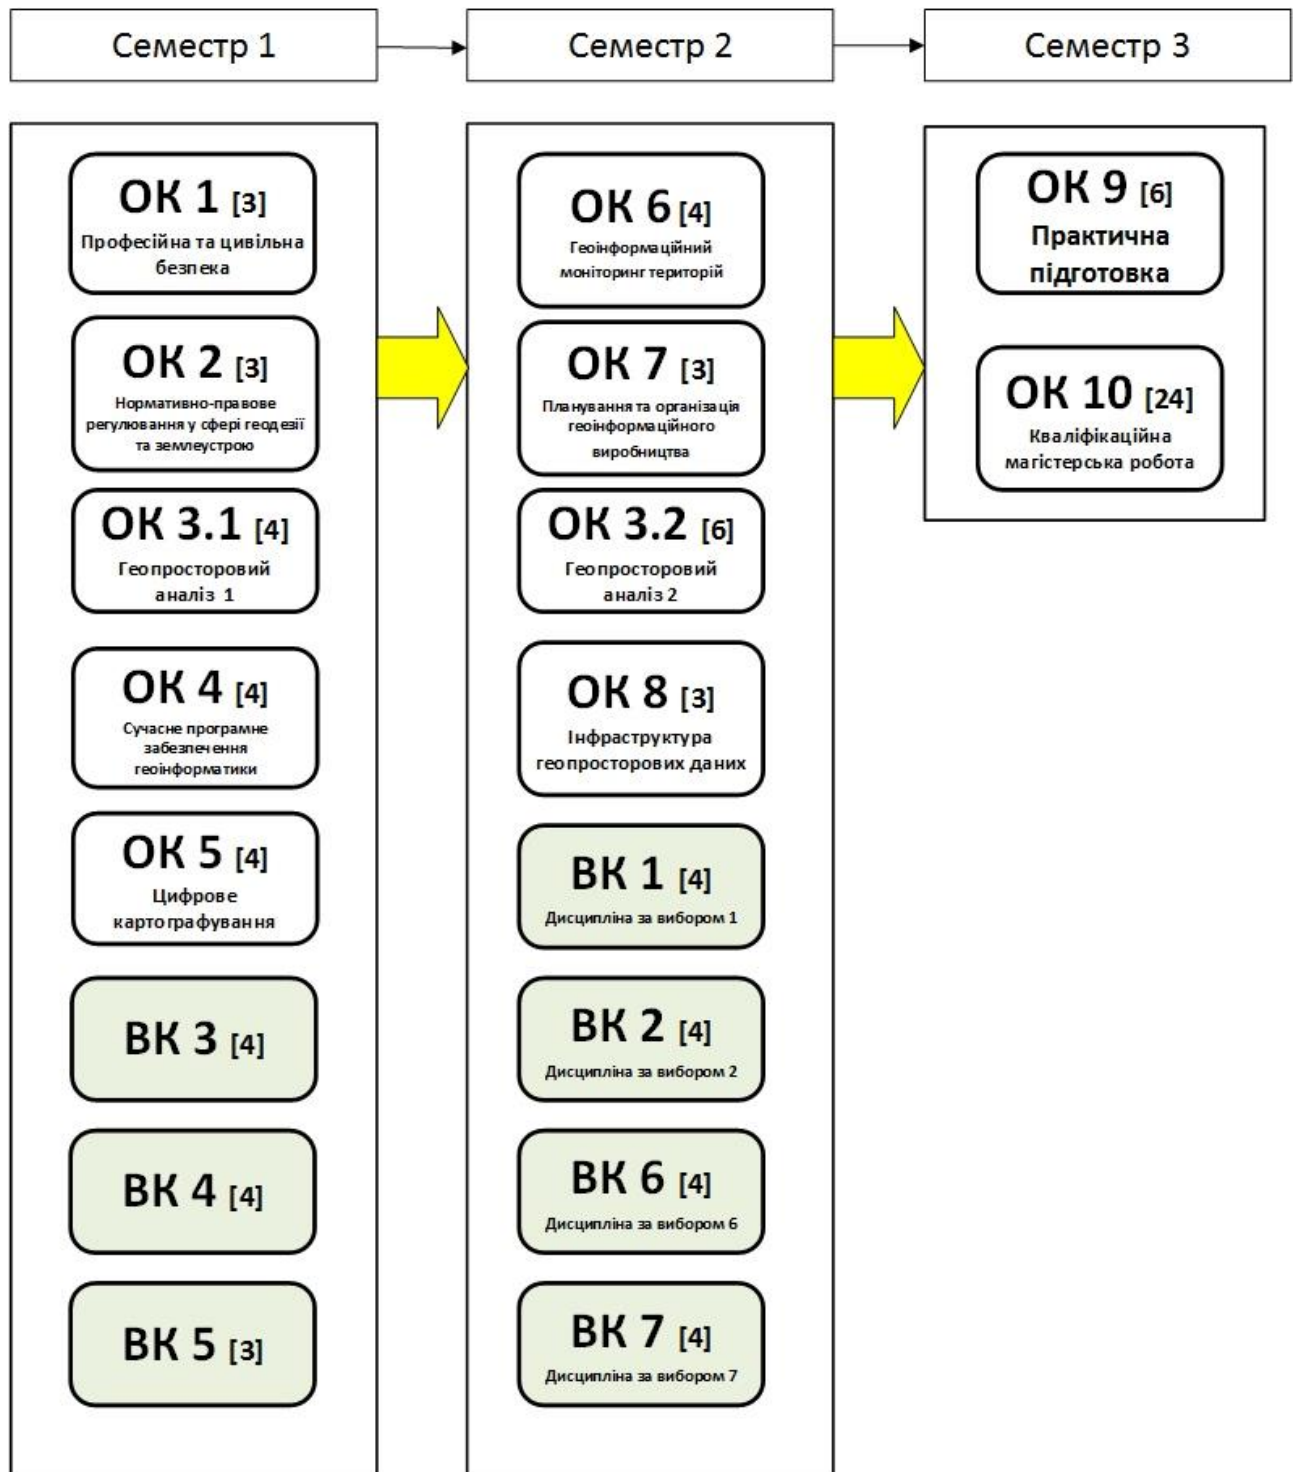 Семестр 1
Семестр 2
Семестр 3
ОК 1 [3]
Професійна та цивільна
безпека
ОК 2 [3]
Нормативно-правове
регулювання у сфері геодезії
та землеустрою
ОК 3.1 [4]
Геопросторовий
аналіз 1
ОК 4 [4]
Сучасне програмне
забезпечення
геоінформатики
ОК 5 [4]
Цифрове
картографування
ВК 3 [4]
ВК 4 [4]
ВК 5 [3]
ОК 6 [4]
Геоінформаційний
моніторинг територій
ОК 7 [3]
Планування та організація
геоінформаційного
виробництва
ОК 3.2 [6]
Геопросторовий
аналіз 2
ОК 8 [3]
Інфраструктура
геопросторових даних
ВК 1 [4]
Дисципліна за вибором 1
ВК 2 [4]
Дисципліна за вибором 2
ВК 6 [4]
Дисципліна за вибором 6
ВК 7 [4]
Дисципліна за вибором 7
ОК 9 [6]
Практична
підготовка
ОК 10 [24]
Кваліфікаційна
магістерська робота